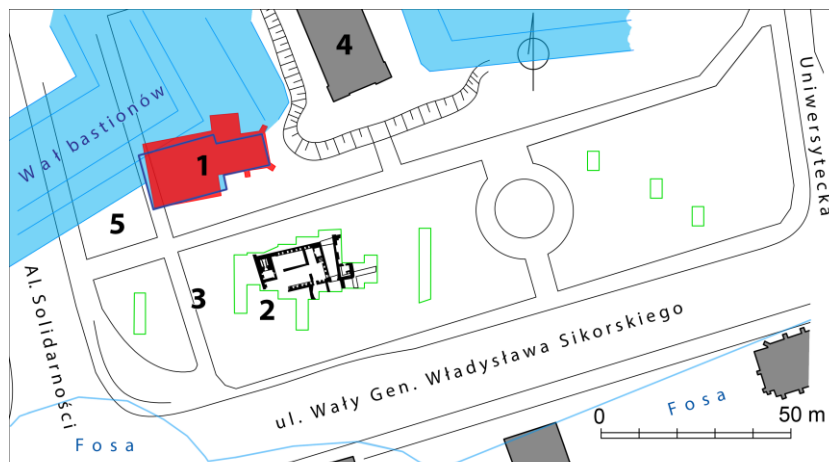 4
Wał bastionów
1
Uniwersytecka
5
3
2
Al. Solidarności
ul. Wały Gen. Władysława Sikorskiego
Fosa
Fosa
0
50 m